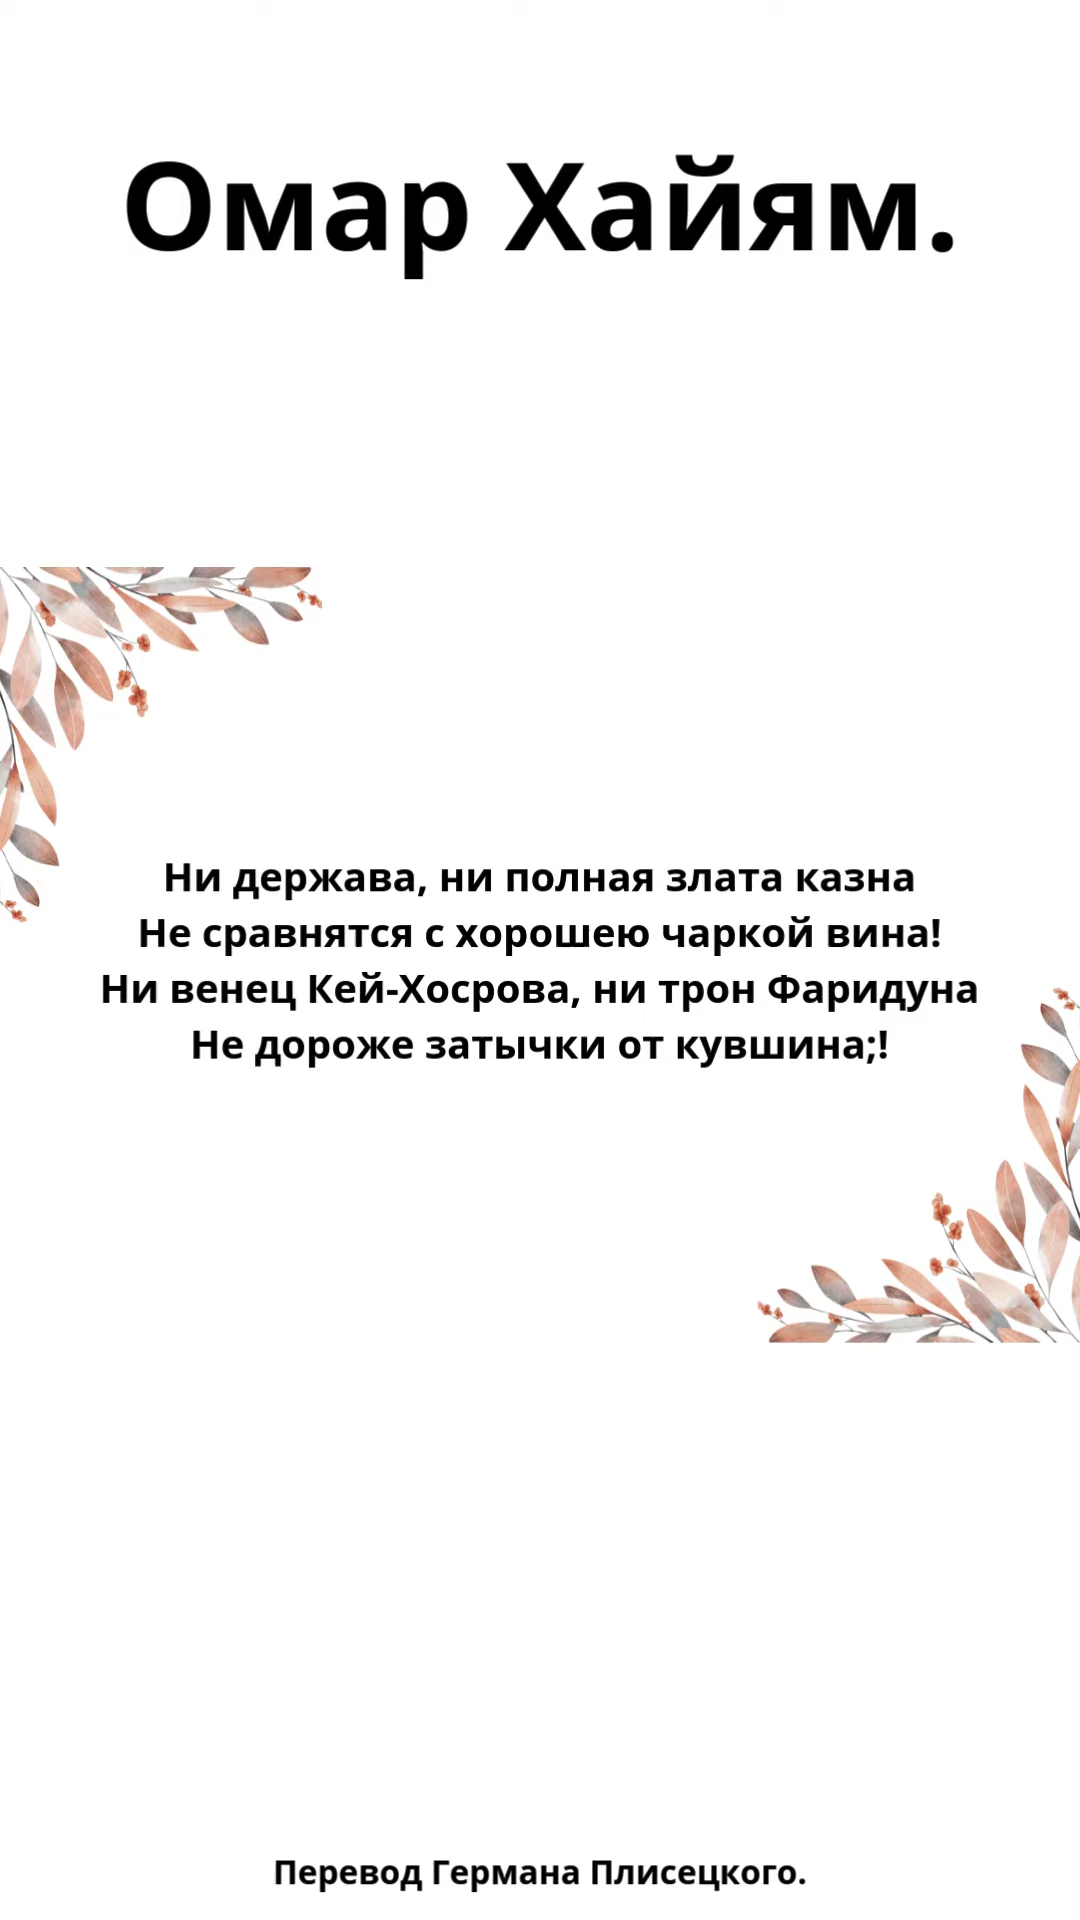 Омар Хайям.
Ни держава, ни полная злата казна
Не сравнятся с хорошею чаркой вина!
Ни венец Кей-Хосрова, ни трон Фаридуна
Не дороже затычки от кувшина;!
Перевод Германа Плисецкого.